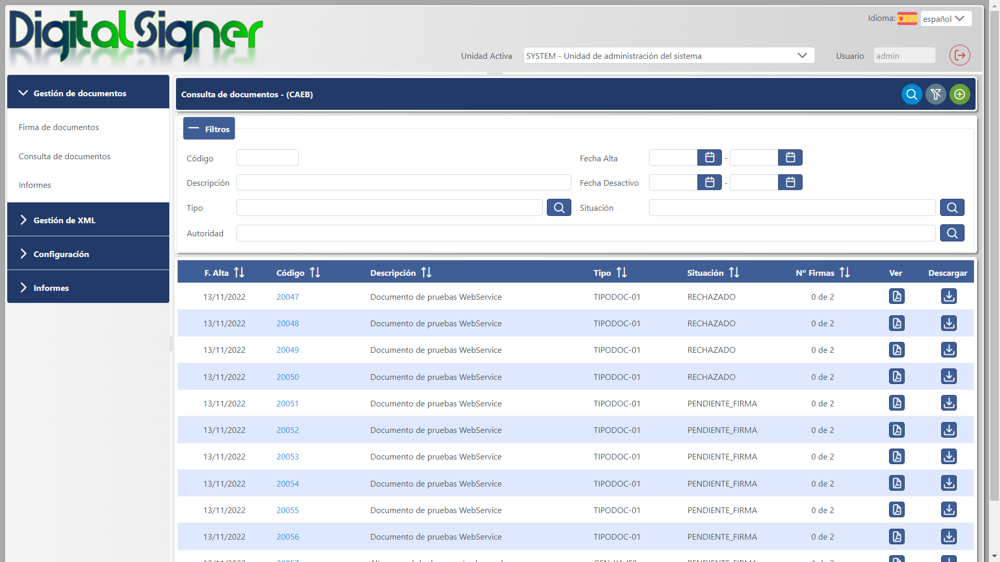 DigitalSigner
Idioma: español
Unidad Activa SYSTEM - Unidad de administración del sistema Usuario admin
Gestión de documentos
Firma de documentos
Consulta de documentos
Informes
Gestión de XML
Configuración
Informes
Consulta de documentos - (CAEB)
Filtros
Código Fecha Alta -
Descripción Fecha Desactivo -
Tipo Situación
Autoridad
F. Alta Código Descripción Tipo Situación Nº Firmas Ver Descargar
13/11/2022 20047 Documento de pruebas WebService TIPODOC-01 RECHAZADO 0 de 2
13/11/2022 20048 Documento de pruebas WebService TIPODOC-01 RECHAZADO 0 de 2
13/11/2022 20049 Documento de pruebas WebService TIPODOC-01 RECHAZADO 0 de 2
13/11/2022 20050 Documento de pruebas WebService TIPODOC-01 RECHAZADO 0 de 2
13/11/2022 20051 Documento de pruebas WebService TIPODOC-01 PENDIENTE_FIRMA 0 de 2
13/11/2022 20052 Documento de pruebas WebService TIPODOC-01 PENDIENTE_FIRMA 0 de 2
13/11/2022 20053 Documento de pruebas WebService TIPODOC-01 PENDIENTE_FIRMA 0 de 2
13/11/2022 20054 Documento de pruebas WebService TIPODOC-01 PENDIENTE_FIRMA 0 de 2
13/11/2022 20055 Documento de pruebas WebService TIPODOC-01 PENDIENTE_FIRMA 0 de 2
13/11/2022 20056 Documento de pruebas WebService TIPODOC-01 PENDIENTE_FIRMA 0 de 2